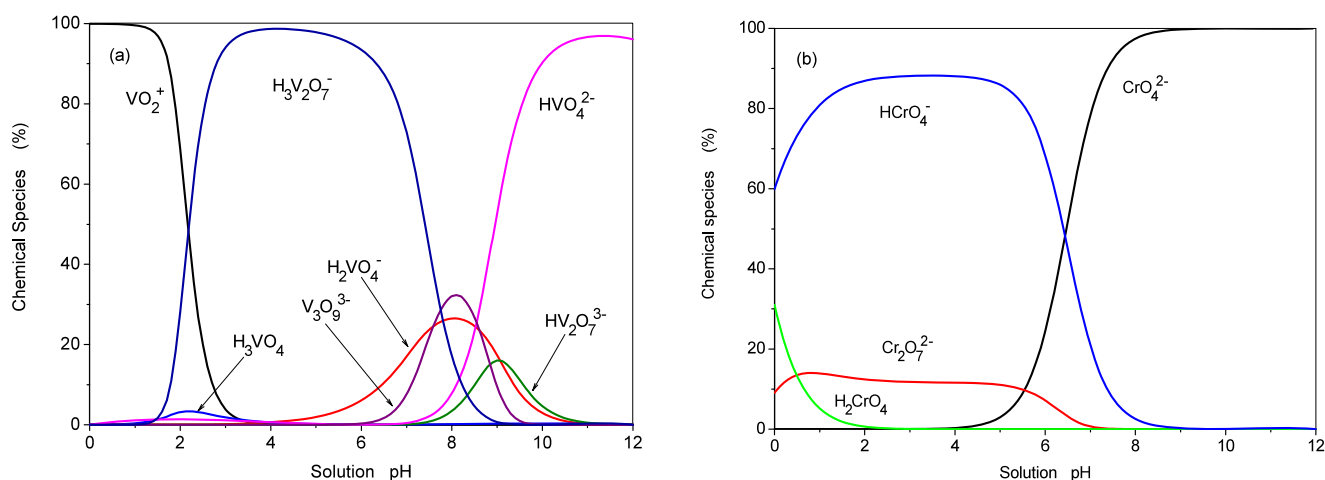 (a)
Chemical Species (%)
100
80
60
40
20
0
VO₂⁺
H₃V₂O₇⁻
HVO₄²⁻
H₂VO₄⁻
V₃O₉³⁻
HV₂O₇³⁻
H₃VO₄
0 2 4 6 8 10 12
Solution pH
(b)
Chemical species (%)
100
80
60
40
20
0
CrO₄²⁻
HCrO₄⁻
Cr₂O₇²⁻
H₂CrO₄
0 2 4 6 8 10 12
Solution pH